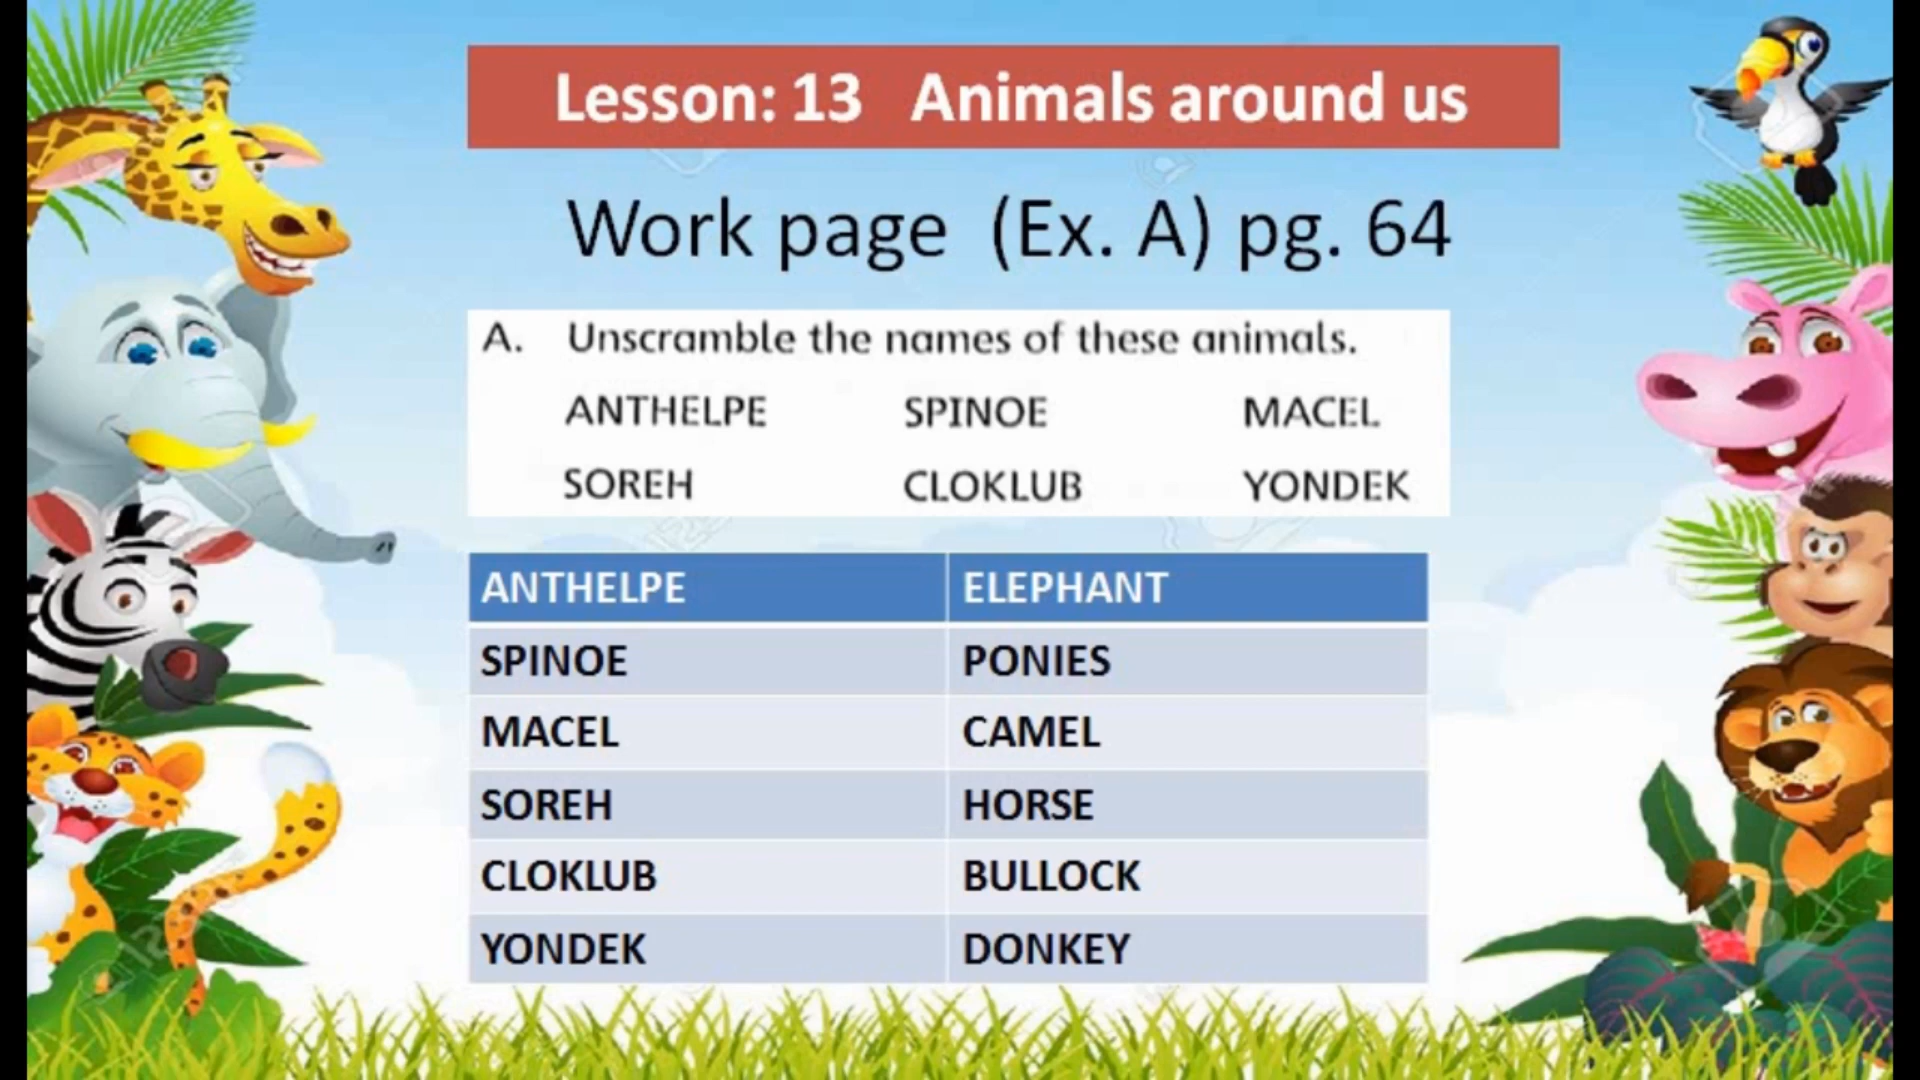 Lesson: 13 Animals around us
Work page (Ex. A) pg. 64
A. Unscramble the names of these animals.
ANTHELPE SPINOE MACEL
SOREH CLOKLUB YONDEK
ANTHELPE ELEPHANT
SPINOE PONIES
MACEL CAMEL
SOREH HORSE
CLOKLUB BULLOCK
YONDEK DONKEY